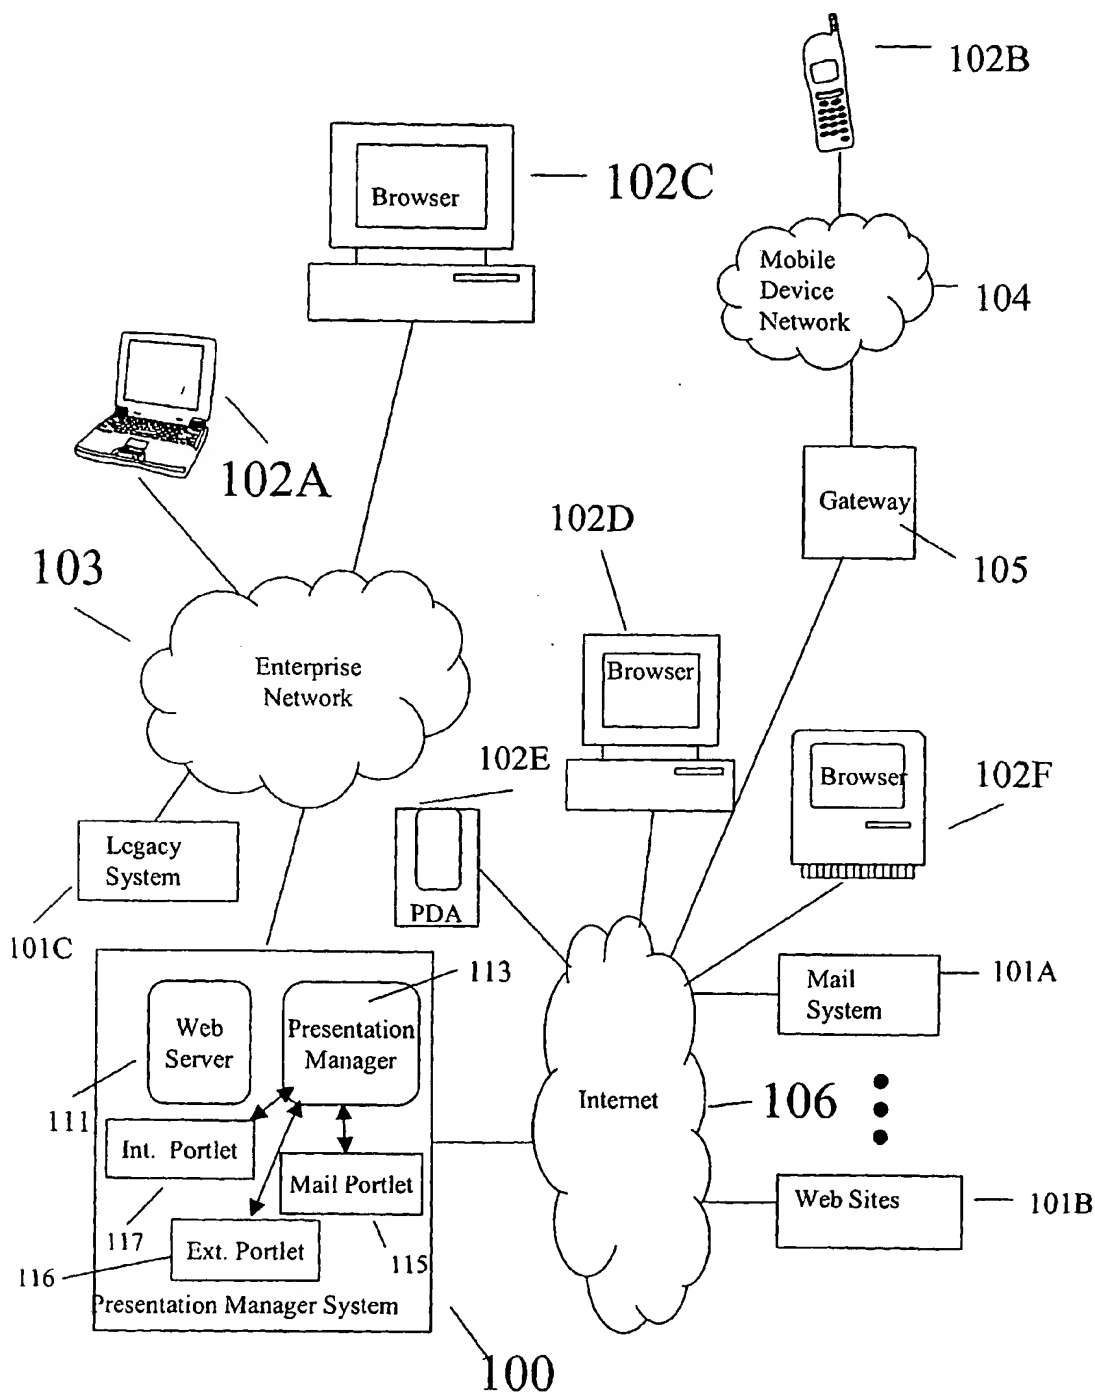 102B
Browser
102C
Mobile
Device
Network
104
102A
Gateway
102D
105
103
Enterprise
Network
Browser
102E
Browser
102F
Legacy
System
PDA
101C
113
Mail
System
101A
Web
Server
Presentation
Manager
Internet
106
111
Int. Portlet
Mail Portlet
Web Sites
101B
117
Ext. Portlet
115
116
Presentation Manager System
100